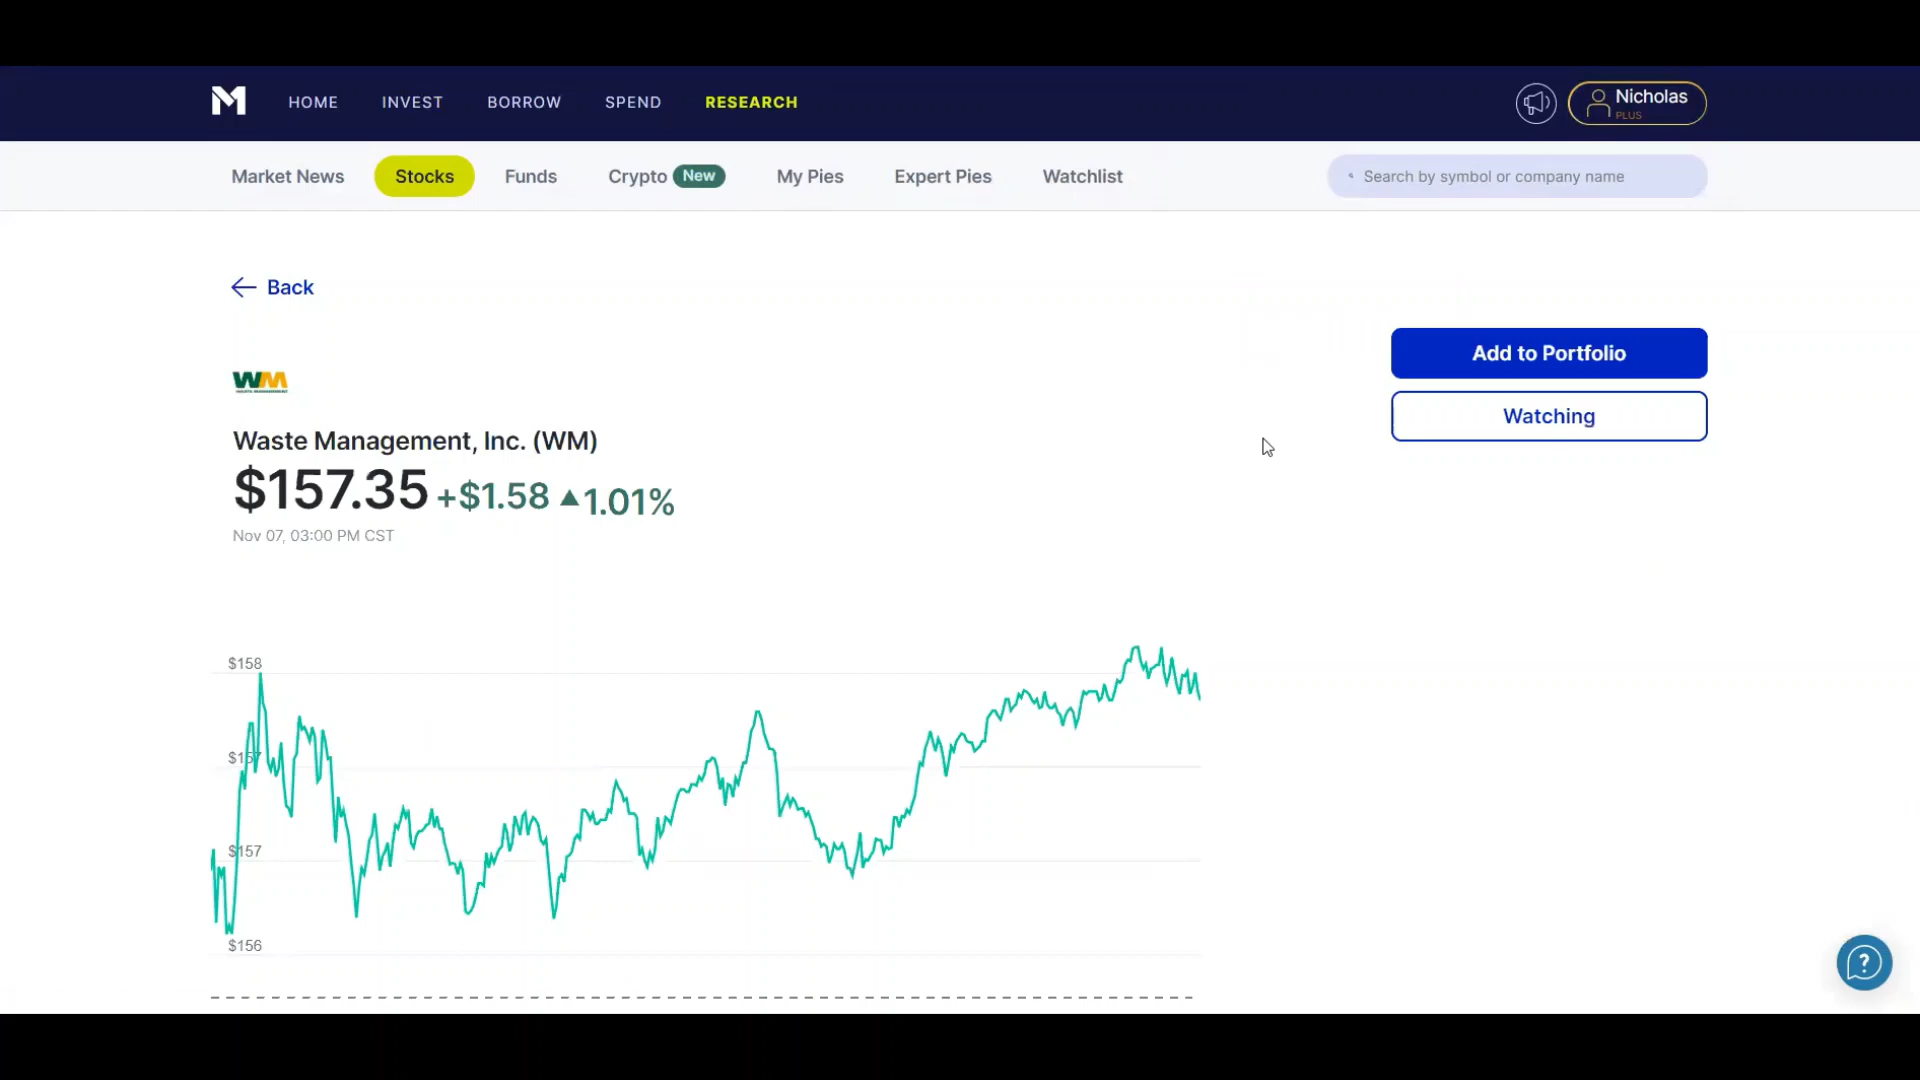 M HOME INVEST BORROW SPEND RESEARCH Nicholas
PLUS
Market News Stocks Funds Crypto New My Pies Expert Pies Watchlist Search by symbol or company name
Back
Add to Portfolio
WM
Watching
Waste Management, Inc. (WM)
$157.35 +$1.58 ▲1.01%
Nov 07, 03:00 PM CST
$158
$157
$157
$156
?